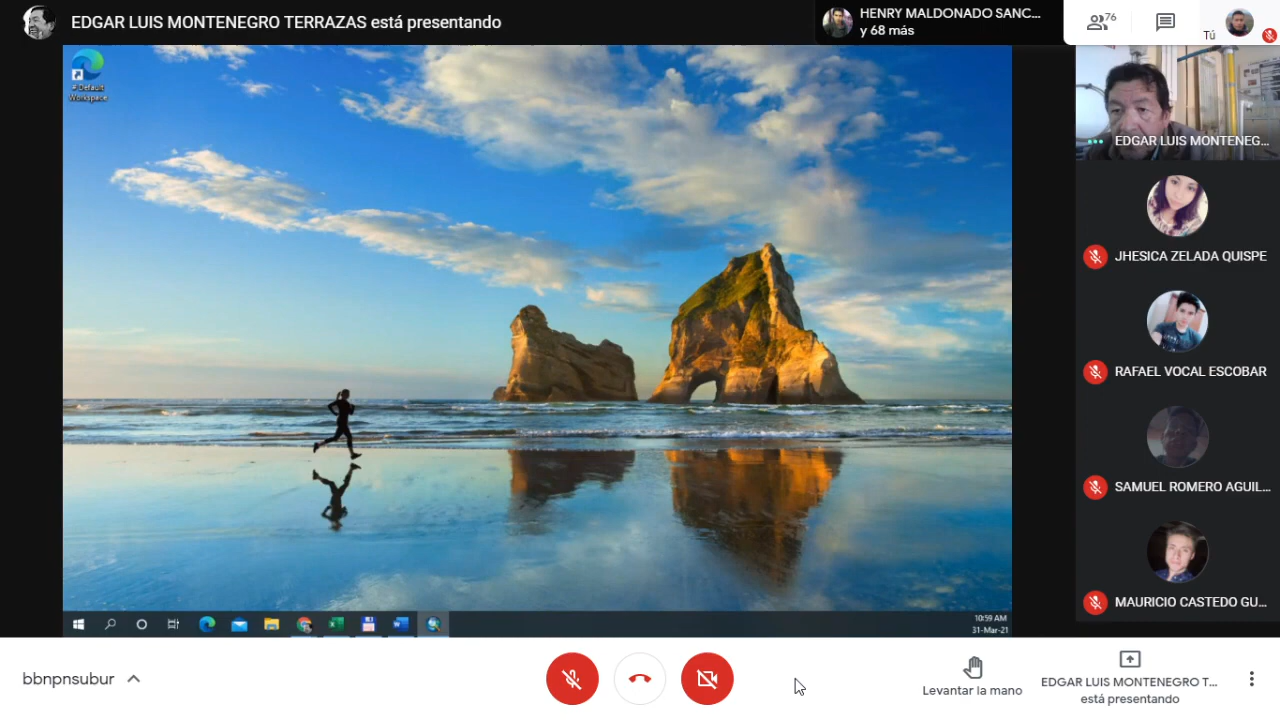 EDGAR LUIS MONTENEGRO TERRAZAS está presentando
HENRY MALDONADO SANC...
y 68 más
76
Tú
# Default
Workspace
EDGAR LUIS MONTENEG...
JHESICA ZELADA QUISPE
RAFAEL VOCAL ESCOBAR
SAMUEL ROMERO AGUIL...
MAURICIO CASTEDO GU...
10:59 AM
31-Mar-21
bbnpnsubur
Levantar la mano
EDGAR LUIS MONTENEGRO T...
está presentando